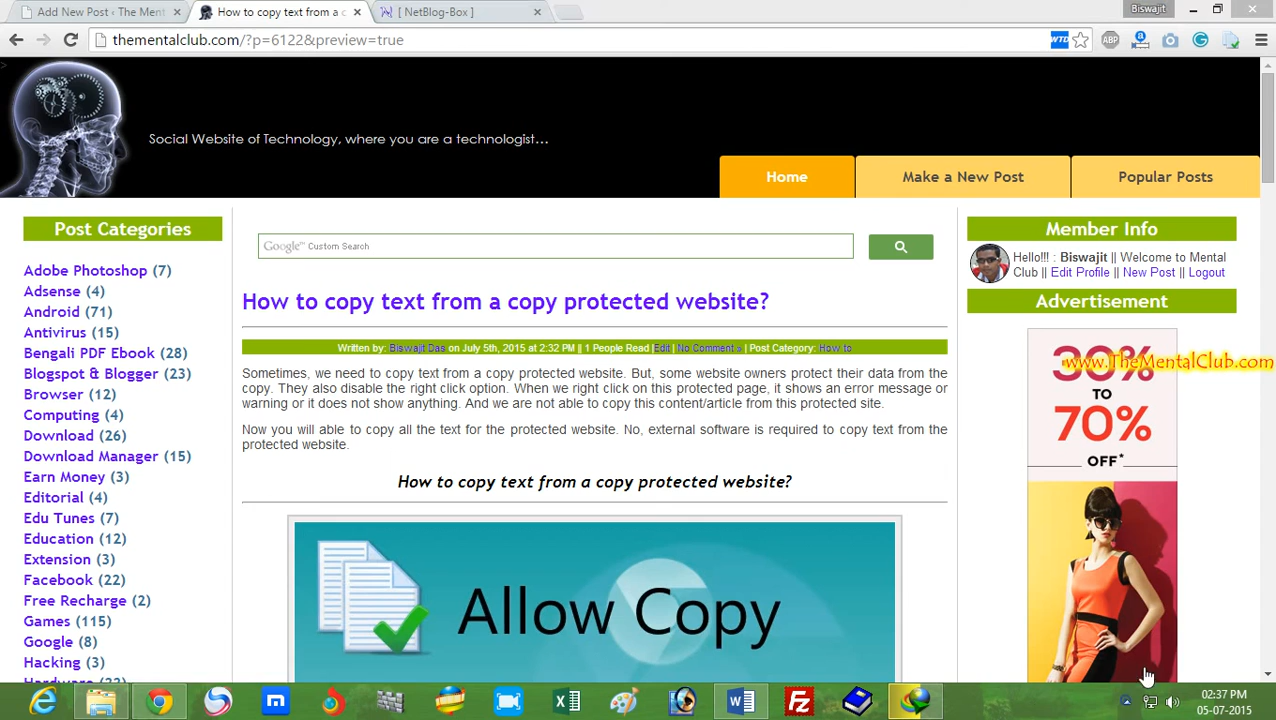 Add New Post ‹ The Ment
How to copy text from a c
[ NetBlog-Box ]
Biswajit
thementalclub.com/?p=6122&preview=true
WTD
ABP
Social Website of Technology, where you are a technologist...
Home
Make a New Post
Popular Posts
Post Categories
Adobe Photoshop (7)
Adsense (4)
Android (71)
Antivirus (15)
Bengali PDF Ebook (28)
Blogspot & Blogger (23)
Browser (12)
Computing (4)
Download (26)
Download Manager (15)
Earn Money (3)
Editorial (4)
Edu Tunes (7)
Education (12)
Extension (3)
Facebook (22)
Free Recharge (2)
Games (115)
Google (8)
Hacking (3)
Google™ Custom Search
How to copy text from a copy protected website?
Written by: Biswajit Das on July 5th, 2015 at 2:32 PM || 1 People Read |Edit | No Comment » | Post Category: How to
Sometimes, we need to copy text from a copy protected website. But, some website owners protect their data from the
copy. They also disable the right click option. When we right click on this protected page, it shows an error message or
warning or it does not show anything. And we are not able to copy this content/article from this protected site.
Now you will able to copy all the text for the protected website. No, external software is required to copy text from the
protected website.
How to copy text from a copy protected website?
Allow Copy
Member Info
Hello!!! : Biswajit || Welcome to Mental
Club || Edit Profile || New Post || Logout
Advertisement
30%
www.TheMentalClub.com
TO
70%
OFF*
02:37 PM
05-07-2015